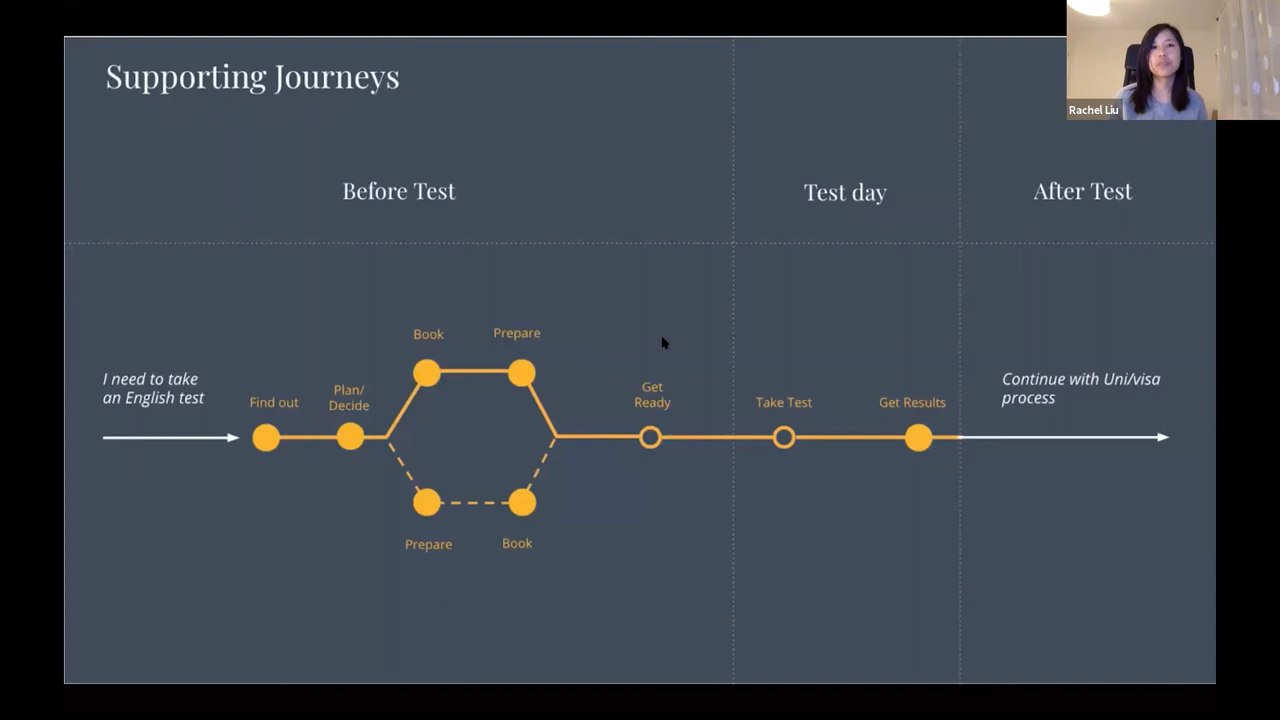 Supporting Journeys
Rachel Liu
Before Test
Test day
After Test
I need to take
an English test
Find out
Plan/
Decide
Book
Prepare
Prepare
Book
Get
Ready
Take Test
Get Results
Continue with Uni/visa
process